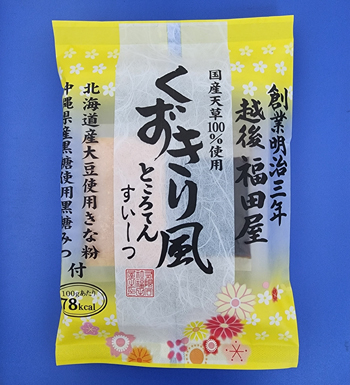 創業明治三年
越後 福田屋
国産天草100%使用
くずきり風
ところてん
すいーつ
北海道産大豆使用きな粉
沖縄県産黒糖使用黒糖みつ
付
100gあたり
78kcal